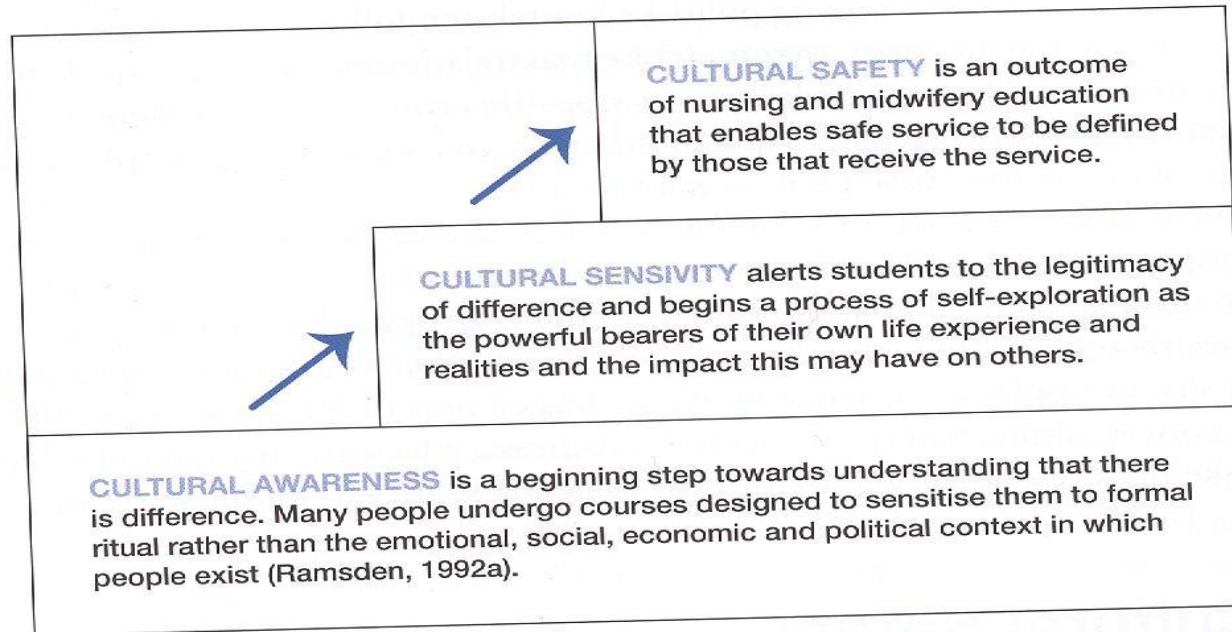 CULTURAL SAFETY is an outcome
of nursing and midwifery education
that enables safe service to be defined
by those that receive the service.
CULTURAL SENSIVITY alerts students to the legitimacy
of difference and begins a process of self-exploration as
the powerful bearers of their own life experience and
realities and the impact this may have on others.
CULTURAL AWARENESS is a beginning step towards understanding that there
is difference. Many people undergo courses designed to sensitise them to formal
ritual rather than the emotional, social, economic and political context in which
people exist (Ramsden, 1992a).